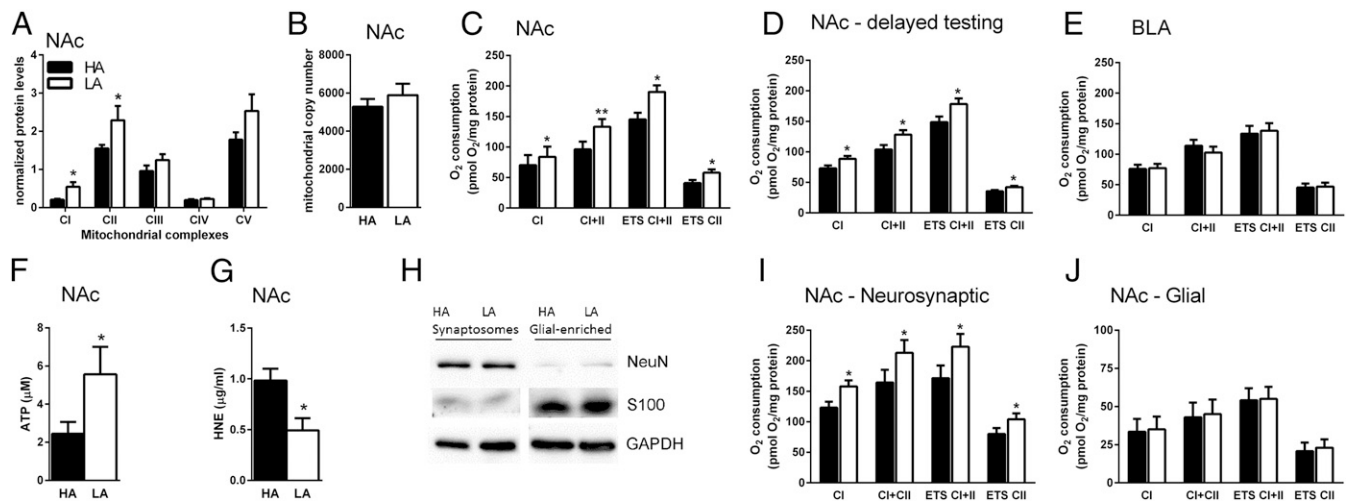 A
NAc
HA
LA
normalized protein levels
4
3
2
1
0
*
*
CI
CII
CIII
CIV
CV
Mitochondrial complexes
B
NAc
mitochondrial copy number
8000
6000
4000
2000
0
HA
LA
C
NAc
O2 consumption
(pmol O2/mg protein)
250
200
150
100
50
0
*
**
*
*
CI
CI+II
ETS CI+II
ETS CII
D
NAc - delayed testing
O2 consumption
(pmol O2/mg protein)
250
200
150
100
50
0
*
*
*
*
CI
CI+II
ETS CI+II
ETS CII
E
BLA
O2 consumption
(pmol O2/mg protein)
250
200
150
100
50
0
CI
CI+II
ETS CI+II
ETS CII
F
NAc
ATP (µM)
8
6
4
2
0
*
HA
LA
G
NAc
HNE (µg/ml)
1.5
1.0
0.5
0.0
*
HA
LA
H
HA LA HA LA
Synaptosomes Glial-enriched
NeuN
S100
GAPDH
I
NAc - Neurosynaptic
O2 consumption
(pmol O2/mg protein)
250
200
150
100
50
0
*
*
*
*
CI
CI+CII
ETS CI+II
ETS CII
J
NAc - Glial
O2 consumption
(pmol O2/mg protein)
100
75
50
25
0
CI
CI+CII
ETS CI+II
ETS CII